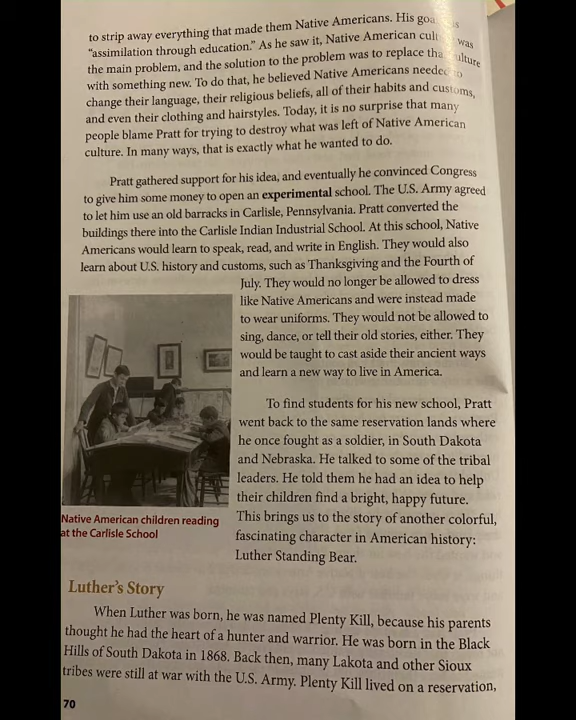 to strip away everything that made them Native Americans. His goal was
"assimilation through education." As he saw it, Native American culture was
the main problem, and the solution to the problem was to replace that culture
with something new. To do that, he believed Native Americans needed to
change their language, their religious beliefs, all of their habits and customs,
and even their clothing and hairstyles. Today, it is no surprise that many
people blame Pratt for trying to destroy what was left of Native American
culture. In many ways, that is exactly what he wanted to do.
Pratt gathered support for his idea, and eventually he convinced Congress
to give him some money to open an experimental school. The U.S. Army agreed
to let him use an old barracks in Carlisle, Pennsylvania. Pratt converted the
buildings there into the Carlisle Indian Industrial School. At this school, Native
Americans would learn to speak, read, and write in English. They would also
learn about U.S. history and customs, such as Thanksgiving and the Fourth of
July. They would no longer be allowed to dress
like Native Americans and were instead made
to wear uniforms. They would not be allowed to
sing, dance, or tell their old stories, either. They
would be taught to cast aside their ancient ways
and learn a new way to live in America.
To find students for his new school, Pratt
went back to the same reservation lands where
he once fought as a soldier, in South Dakota
and Nebraska. He talked to some of the tribal
leaders. He told them he had an idea to help
their children find a bright, happy future.
This brings us to the story of another colorful,
fascinating character in American history:
Luther Standing Bear.
Native American children reading
at the Carlisle School
Luther's Story
When Luther was born, he was named Plenty Kill, because his parents
thought he had the heart of a hunter and warrior. He was born in the Black
Hills of South Dakota in 1868. Back then, many Lakota and other Sioux
tribes were still at war with the U.S. Army. Plenty Kill lived on a reservation,
70